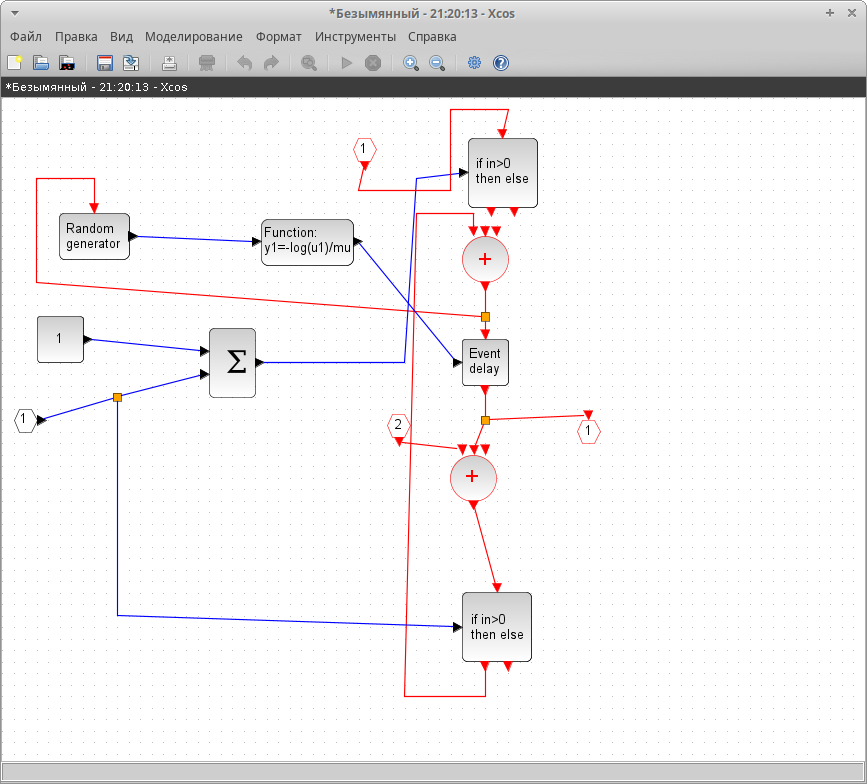 *Безымянный - 21:20:13 - Xcos
Файл Правка Вид Моделирование Формат Инструменты Справка
*Безымянный - 21:20:13 - Xcos
1
if in>0
then else
Random
generator
Function:
y1=-log(u1)/mu
+
1
Σ
Event
delay
1
2
1
+
if in>0
then else